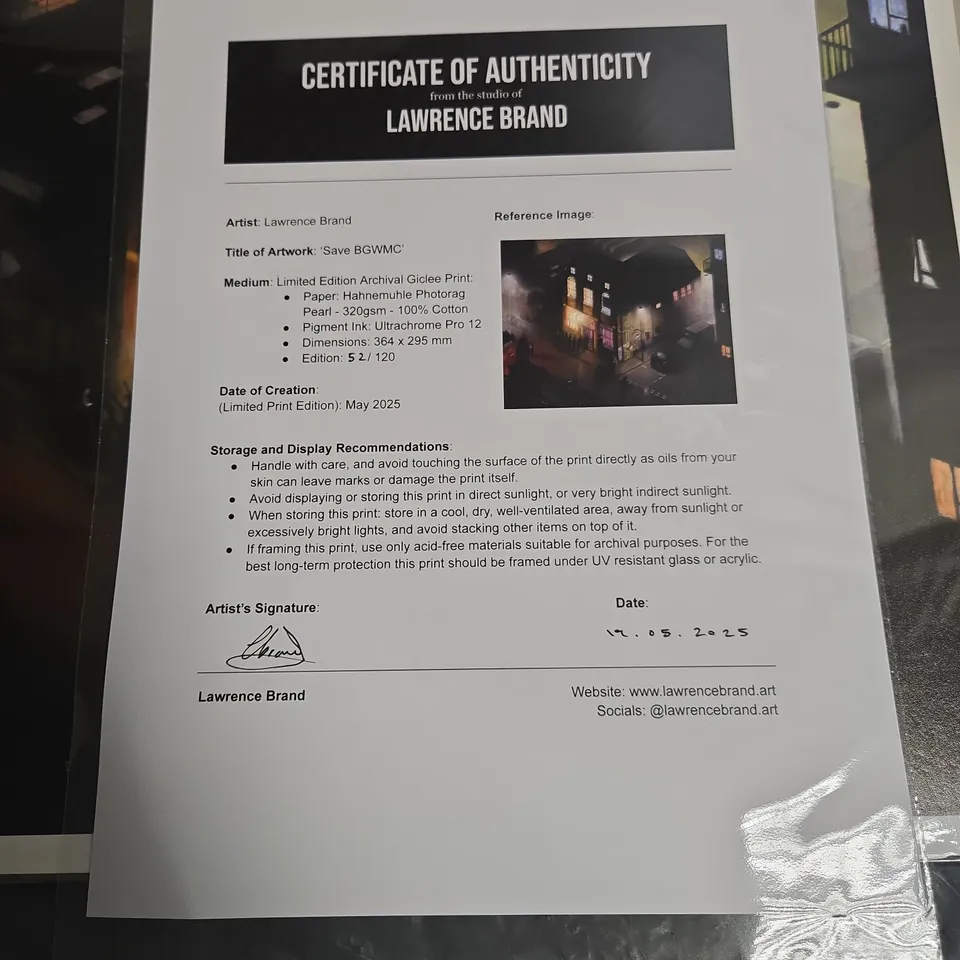 CERTIFICATE OF AUTHENTICITY
from the studio of
LAWRENCE BRAND
Artist: Lawrence Brand
Title of Artwork: 'Save BGWMC'
Medium: Limited Edition Archival Giclee Print:
• Paper: Hahnemuhle Photorag
Pearl - 320gsm - 100% Cotton
• Pigment Ink: Ultrachrome Pro 12
• Dimensions: 364 x 295 mm
• Edition: 52/ 120
Date of Creation:
(Limited Print Edition): May 2025
Reference Image:
Storage and Display Recommendations:
• Handle with care, and avoid touching the surface of the print directly as oils from your
skin can leave marks or damage the print itself.
• Avoid displaying or storing this print in direct sunlight, or very bright indirect sunlight.
• When storing this print: store in a cool, dry, well-ventilated area, away from sunlight or
excessively bright lights, and avoid stacking other items on top of it.
• If framing this print, use only acid-free materials suitable for archival purposes. For the
best long-term protection this print should be framed under UV resistant glass or acrylic.
Artist's Signature:
Date:
.05.2025
Lawrence Brand
Website: www.lawrencebrand.art
Socials: @lawrencebrand.art